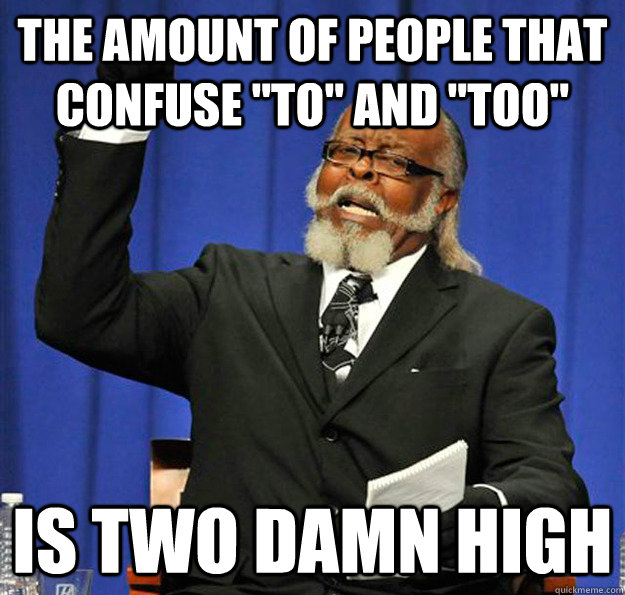 THE AMOUNT OF PEOPLE THAT
CONFUSE "TO" AND "TOO"
IS TWO DAMN HIGH
quickmeme.com